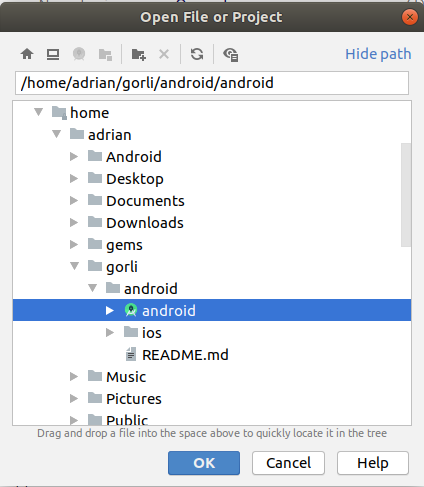 Open File or Project
Hide path
/home/adrian/gorli/android/android
home
adrian
Android
Desktop
Documents
Downloads
gems
gorli
android
android
ios
README.md
Music
Pictures
Public
Drag and drop a file into the space above to quickly locate it in the tree
OK
Cancel
Help